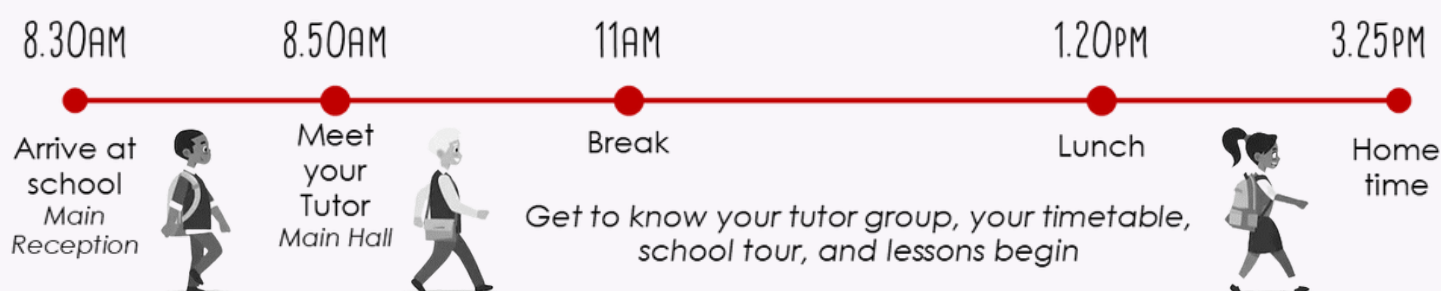 8.30AM
8.50AM
11AM
1.20PM
3.25PM
Arrive at
school
Main
Reception
Meet
your
Tutor
Main Hall
Break
Lunch
Home
time
Get to know your tutor group, your timetable,
school tour, and lessons begin